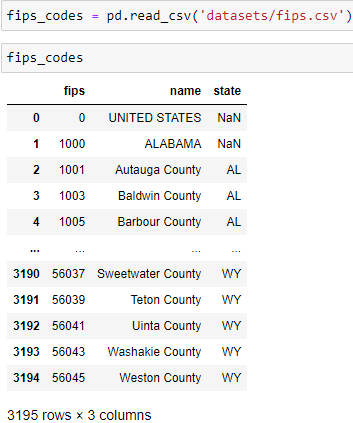 fips_codes = pd.read_csv('datasets/fips.csv')
fips_codes
fips name state
0 0 UNITED STATES NaN
1 1000 ALABAMA NaN
2 1001 Autauga County AL
3 1003 Baldwin County AL
4 1005 Barbour County AL
... ... ... ...
3190 56037 Sweetwater County WY
3191 56039 Teton County WY
3192 56041 Uinta County WY
3193 56043 Washakie County WY
3194 56045 Weston County WY
3195 rows × 3 columns